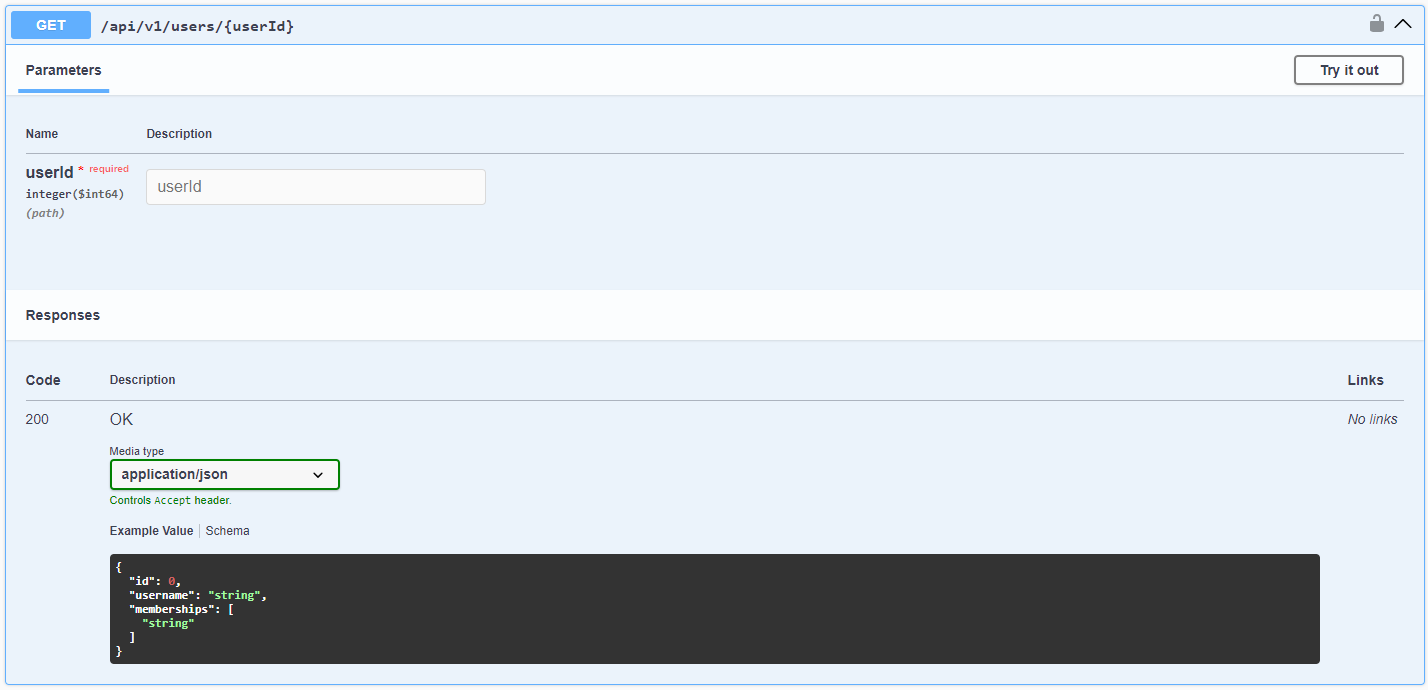 GET /api/v1/users/{userId}
Parameters Try it out
Name Description
userId * required
integer($int64)
(path)
userId
Responses
Code Description Links
200 OK No links
Media type
application/json
Controls Accept header.
Example Value Schema
{
  "id": 0,
  "username": "string",
  "memberships": [
    "string"
  ]
}